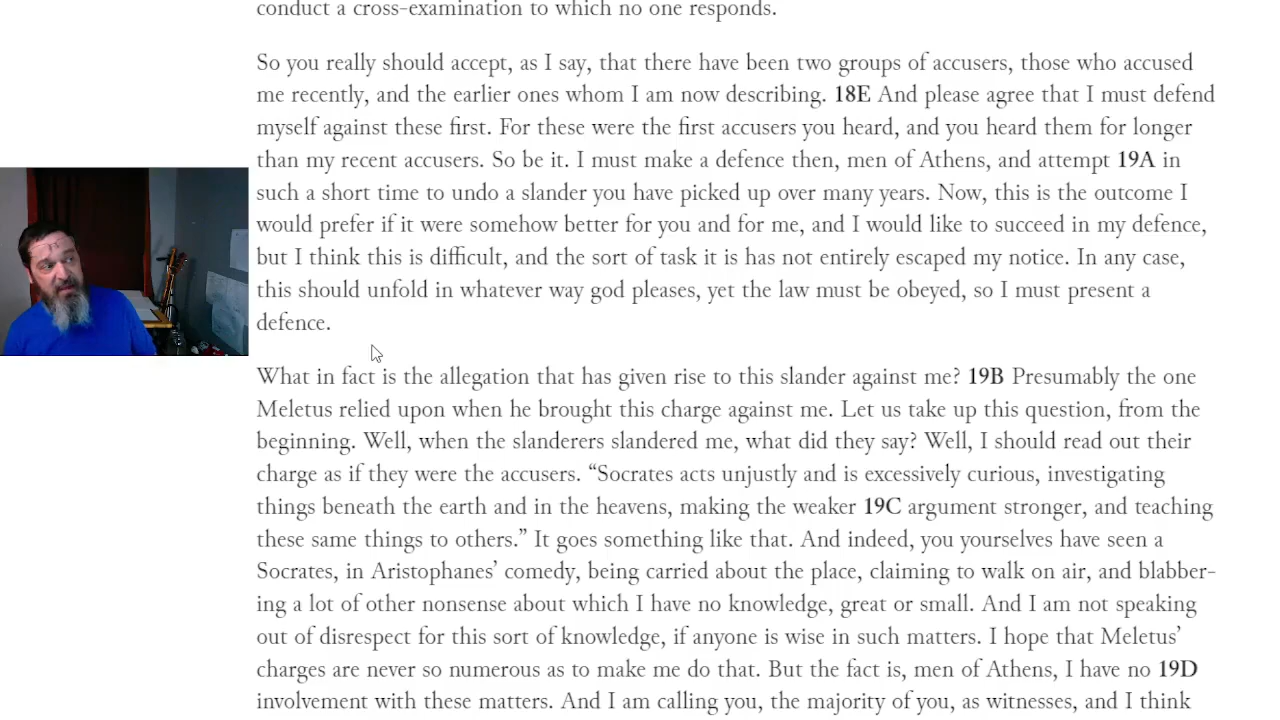 conduct a cross-examination to which no one responds.
So you really should accept, as I say, that there have been two groups of accusers, those who accused
me recently, and the earlier ones whom I am now describing. 18E And please agree that I must defend
myself against these first. For these were the first accusers you heard, and you heard them for longer
than my recent accusers. So be it. I must make a defence then, men of Athens, and attempt 19A in
such a short time to undo a slander you have picked up over many years. Now, this is the outcome I
would prefer if it were somehow better for you and for me, and I would like to succeed in my defence,
but I think this is difficult, and the sort of task it is has not entirely escaped my notice. In any case,
this should unfold in whatever way god pleases, yet the law must be obeyed, so I must present a
defence.
What in fact is the allegation that has given rise to this slander against me? 19B Presumably the one
Meletus relied upon when he brought this charge against me. Let us take up this question, from the
beginning. Well, when the slanderers slandered me, what did they say? Well, I should read out their
charge as if they were the accusers. “Socrates acts unjustly and is excessively curious, investigating
things beneath the earth and in the heavens, making the weaker 19C argument stronger, and teaching
these same things to others.” It goes something like that. And indeed, you yourselves have seen a
Socrates, in Aristophanes’ comedy, being carried about the place, claiming to walk on air, and blabber-
ing a lot of other nonsense about which I have no knowledge, great or small. And I am not speaking
out of disrespect for this sort of knowledge, if anyone is wise in such matters. I hope that Meletus’
charges are never so numerous as to make me do that. But the fact is, men of Athens, I have no 19D
involvement with these matters. And I am calling you, the majority of you, as witnesses, and I think